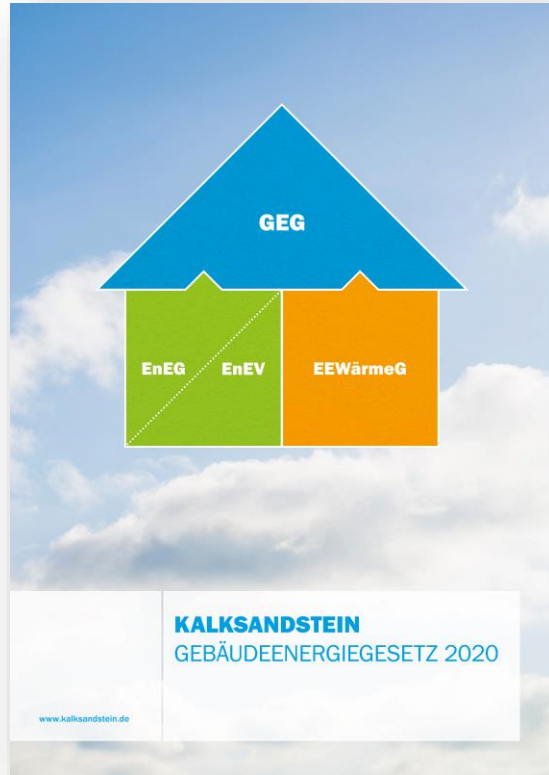 GEG
EnEG
EnEV
EEWärmeG
KALKSANDSTEIN
GEBÄUDEENERGIEGESETZ 2020
www.kalksandstein.de